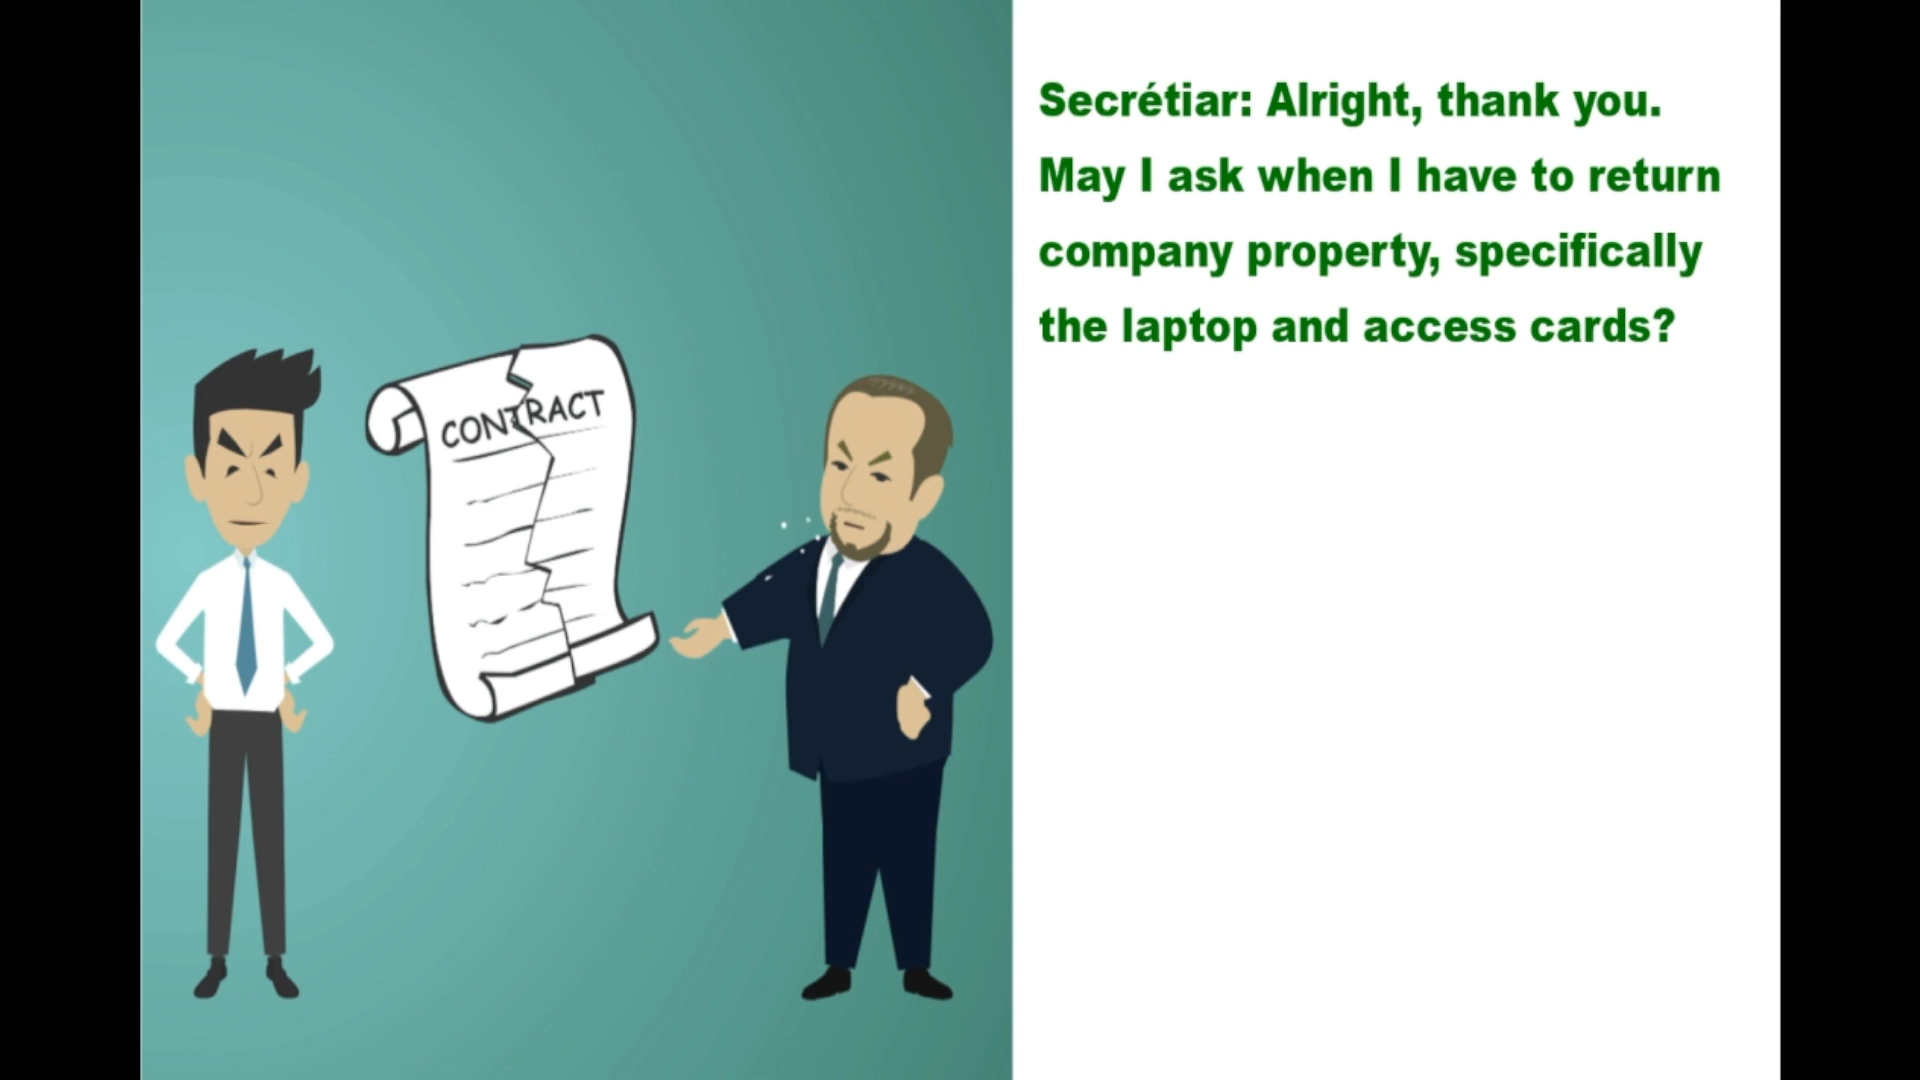 CONTRACT
Secrétiar: Alright, thank you.
May I ask when I have to return
company property, specifically
the laptop and access cards?